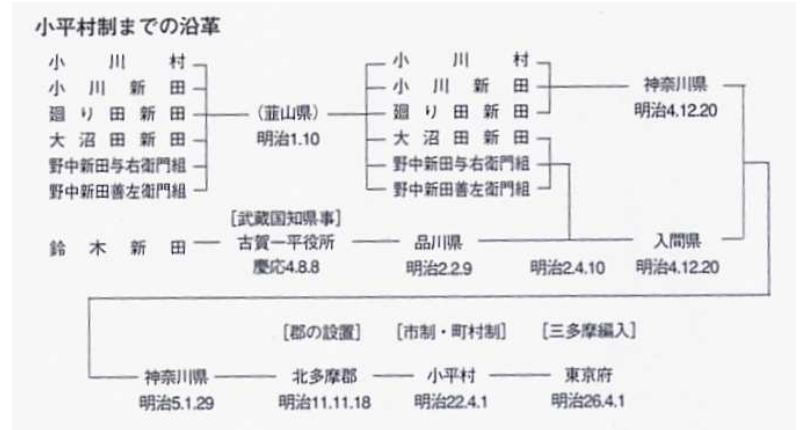 小平村制までの沿革
小川村
小川新田
廻り田新田
大沼田新田
野中新田与右衛門組
野中新田善左衛門組
(韮山県)
明治1.10
小川村
小川新田
廻り田新田
大沼田新田
野中新田与右衛門組
野中新田善左衛門組
神奈川県
明治4.12.20
鈴木新田
[武蔵国知県事]
古賀一平役所
慶応4.8.8
品川県
明治2.2.9
明治2.4.10
入間県
明治4.12.20
[郡の設置] [市制・町村制] [三多摩編入]
神奈川県 北多摩郡 小平村 東京府
明治5.1.29 明治11.11.18 明治22.4.1 明治26.4.1